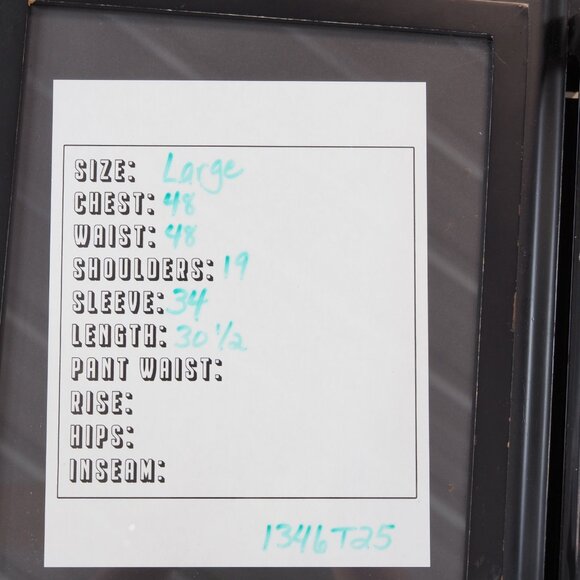 SIZE: Large
CHEST: 48
WAIST: 48
SHOULDERS: 19
SLEEVE: 34
LENGTH: 30 1/2
PANT WAIST:
RISE:
HIPS:
INSEAM:
1346T25